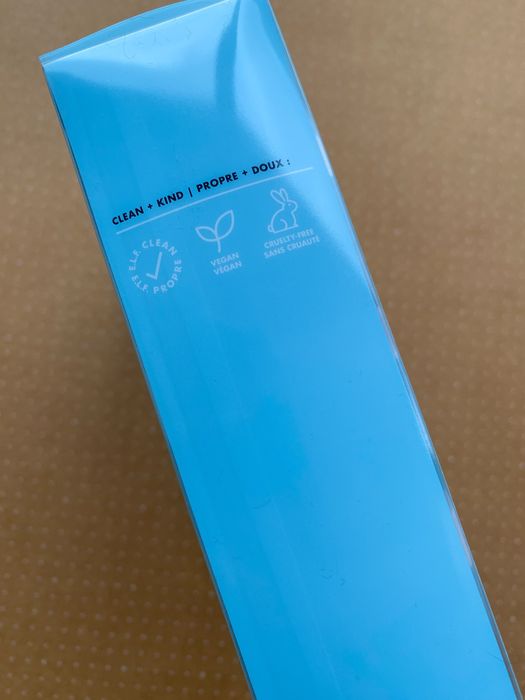 CLEAN + KIND | PROPRE + DOUX :
E.L.F. CLEAN
E.L.F. PROPRE
VEGAN
VÉGAN
CRUELTY-FREE
SANS CRUAUTÉ